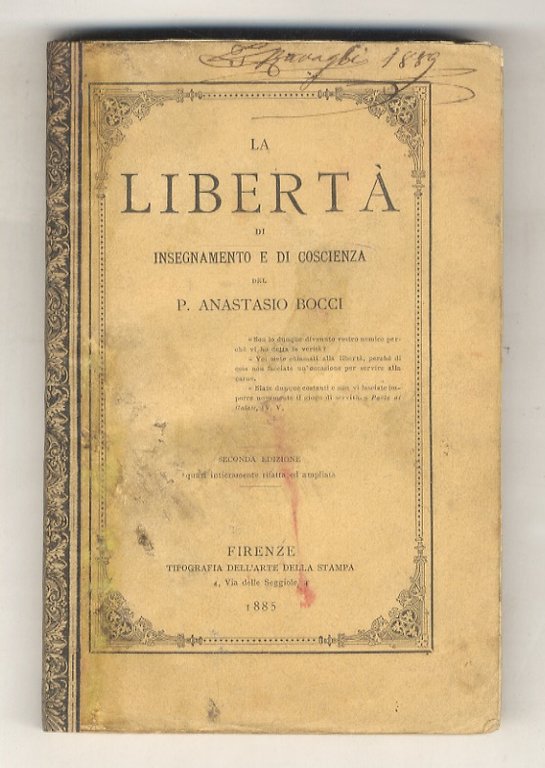 1889
LA
LIBERTÀ
DI
INSEGNAMENTO E DI COSCIENZA
DEL
P. ANASTASIO BOCCI
« Son io dunque divenuto vostro nemico per-
chè vi ho detta la verità?
« Voi siete chiamati alla libertà, perchè di
essa non facciate un'occasione per servire alla
carne.
« State dunque costanti e non vi lasciate im-
porre nuovamente il giogo di servitù. » Paolo ai
Galati, IV. V.
SECONDA EDIZIONE
quasi intieramente rifatta ed ampliata
FIRENZE
TIPOGRAFIA DELL'ARTE DELLA STAMPA
4, Via delle Seggiole, 4
1885